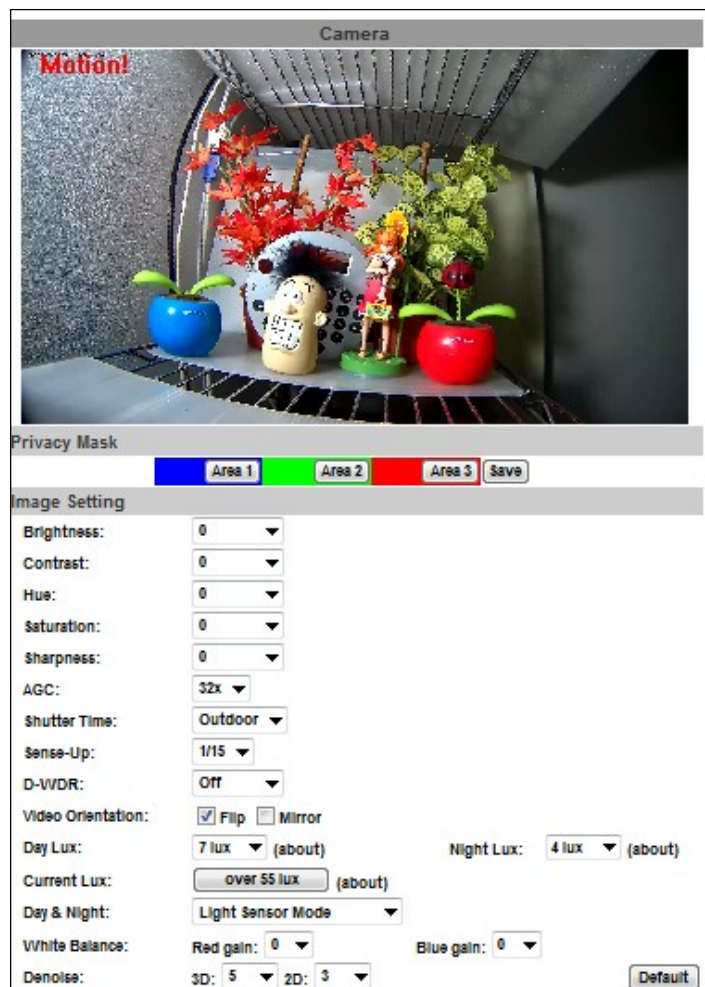 Camera
Motion!
Privacy Mask
Area 1 Area 2 Area 3 Save
Image Setting
Brightness: 0
Contrast: 0
Hue: 0
Saturation: 0
Sharpness: 0
AGC: 32x
Shutter Time: Outdoor
Sense-Up: 1/15
D-WDR: Off
Video Orientation: Flip Mirror
Day Lux: 7 lux (about) Night Lux: 4 lux (about)
Current Lux: over 55 lux (about)
Day & Night: Light Sensor Mode
White Balance: Red gain: 0 Blue gain: 0
Denoise: 3D: 5 2D: 3 Default